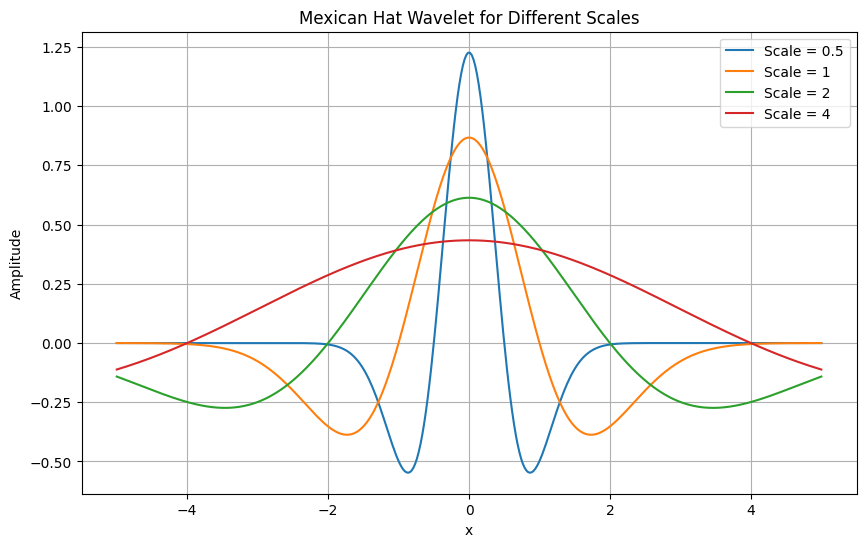 Mexican Hat Wavelet for Different Scales
Scale = 0.5
Scale = 1
Scale = 2
Scale = 4
Amplitude
1.25
1.00
0.75
0.50
0.25
0.00
−0.25
−0.50
−4
−2
0
2
4
x